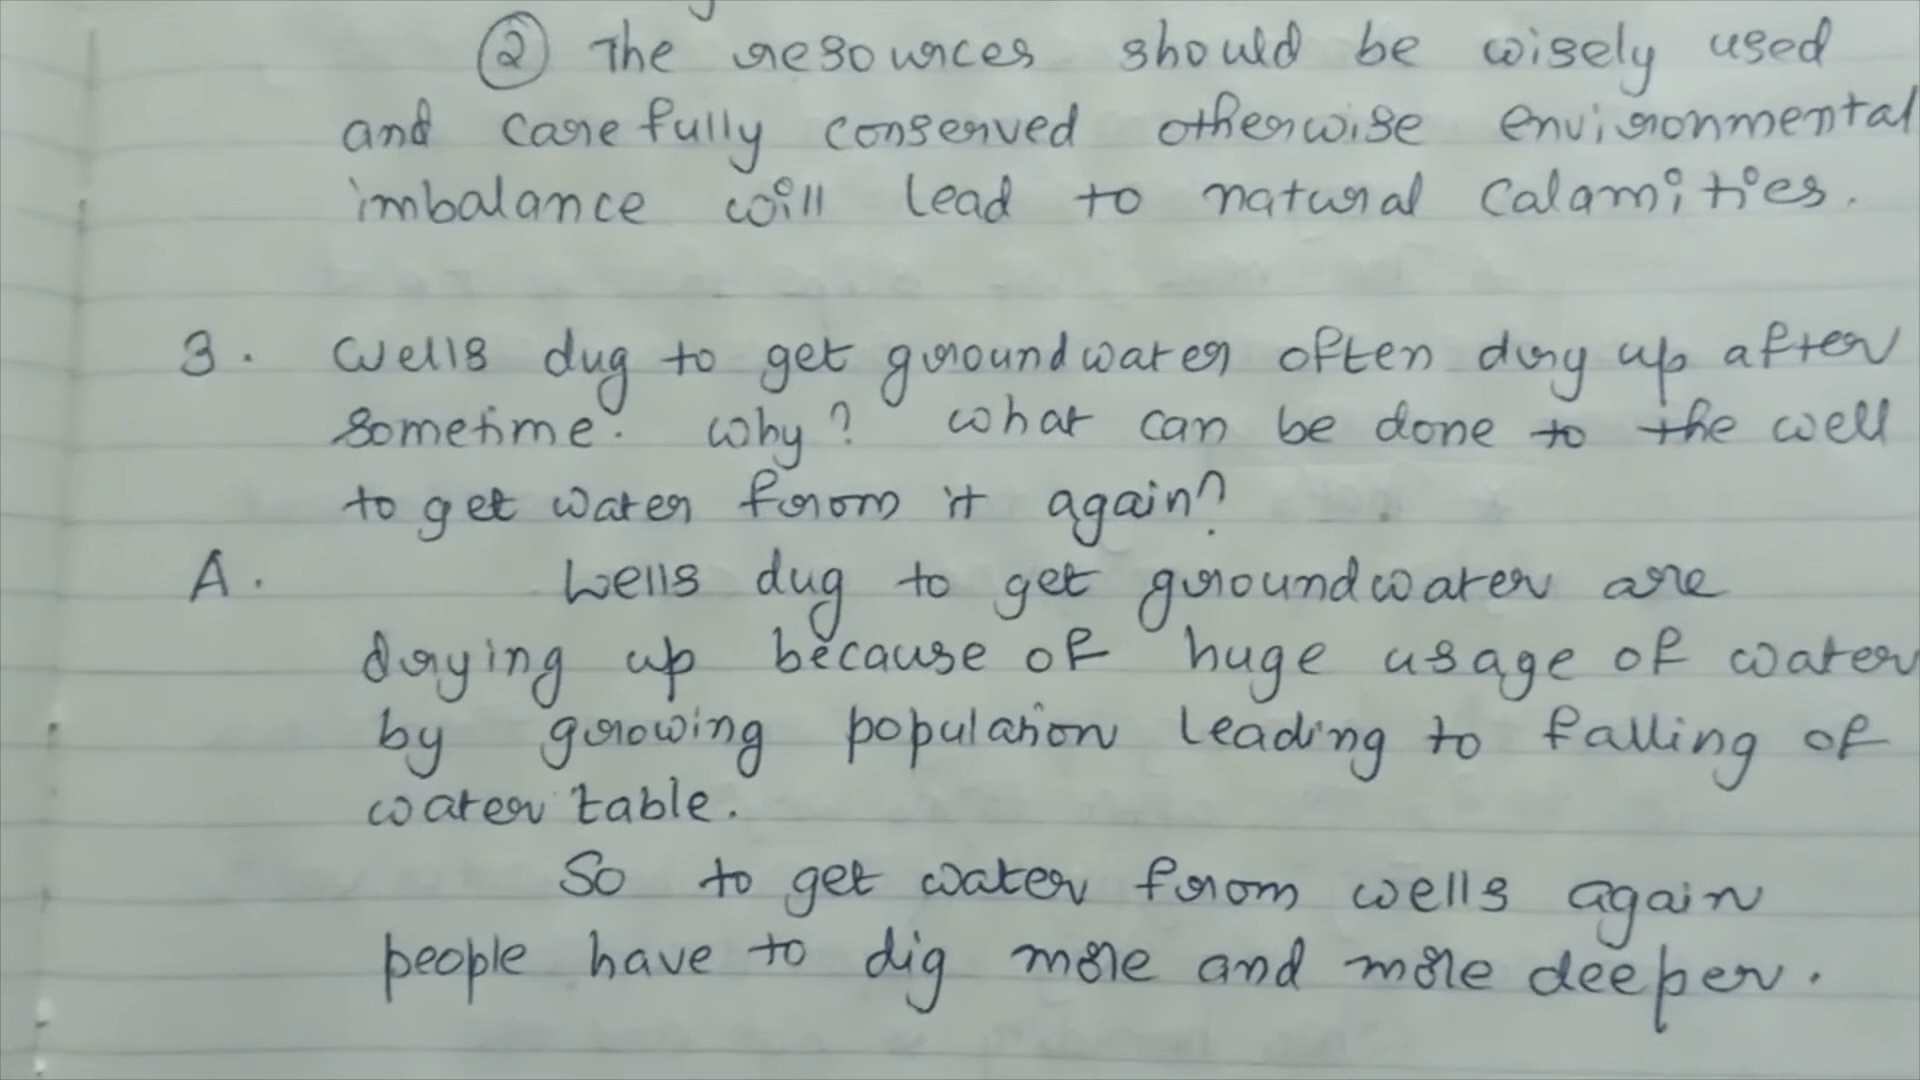 ② The resources should be wisely used
and carefully conserved otherwise environmental
imbalance will lead to natural calamities.
3. Wells dug to get groundwater often dry up after
sometime. Why? What can be done to the well
to get water from it again?
A. Wells dug to get groundwater are
drying up because of huge usage of water
by growing population leading to falling of
water table.
So to get water from wells again
people have to dig more and more deeper.